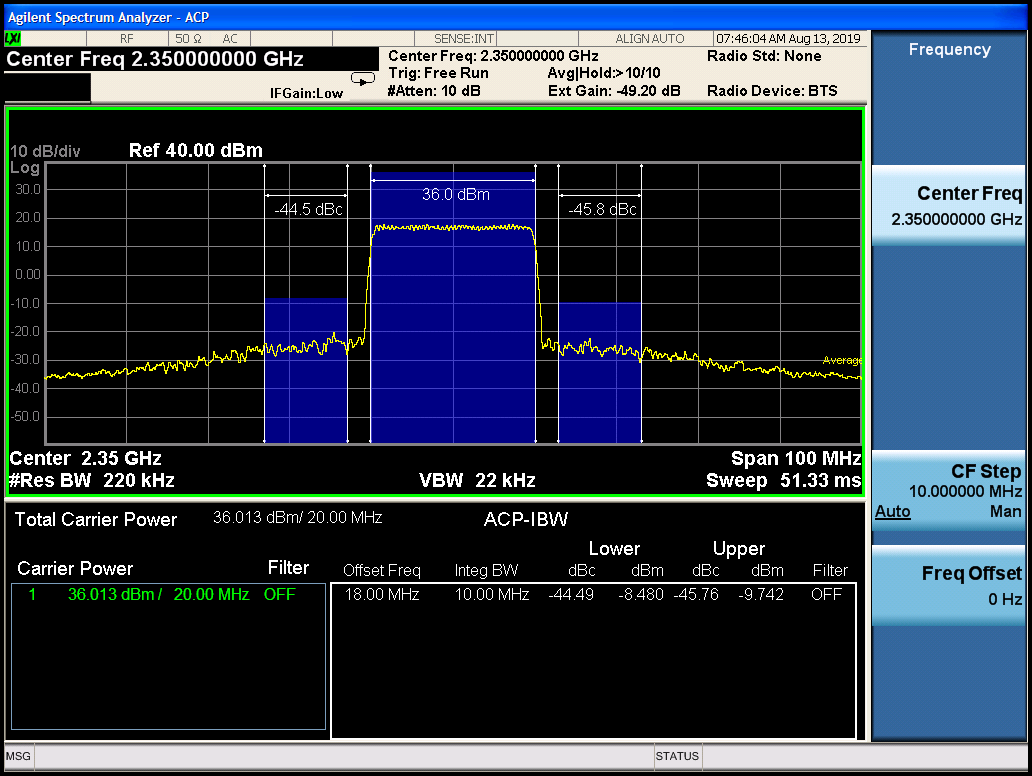 Agilent Spectrum Analyzer - ACP
LXI RF 50 Ω AC SENSE:INT ALIGN AUTO 07:46:04 AM Aug 13, 2019
Center Freq 2.350000000 GHz
Center Freq: 2.350000000 GHz Radio Std: None
Trig: Free Run Avg|Hold:>10/10
IFGain:Low #Atten: 10 dB Ext Gain: -49.20 dB Radio Device: BTS
Frequency
Center Freq
2.350000000 GHz
CF Step
10.000000 MHz
Auto Man
Freq Offset
0 Hz
10 dB/div Ref 40.00 dBm
Log
30.0
20.0
10.0
0.00
-10.0
-20.0
-30.0
-40.0
-50.0
-44.5 dBc
36.0 dBm
-45.8 dBc
Average
Center 2.35 GHz Span 100 MHz
#Res BW 220 kHz VBW 22 kHz Sweep 51.33 ms
Total Carrier Power 36.013 dBm/ 20.00 MHz ACP-IBW
Lower Upper
Carrier Power Filter Offset Freq Integ BW dBc dBm dBc dBm Filter
1 36.013 dBm / 20.00 MHz OFF 18.00 MHz 10.00 MHz -44.49 -8.480 -45.76 -9.742 OFF
MSG STATUS